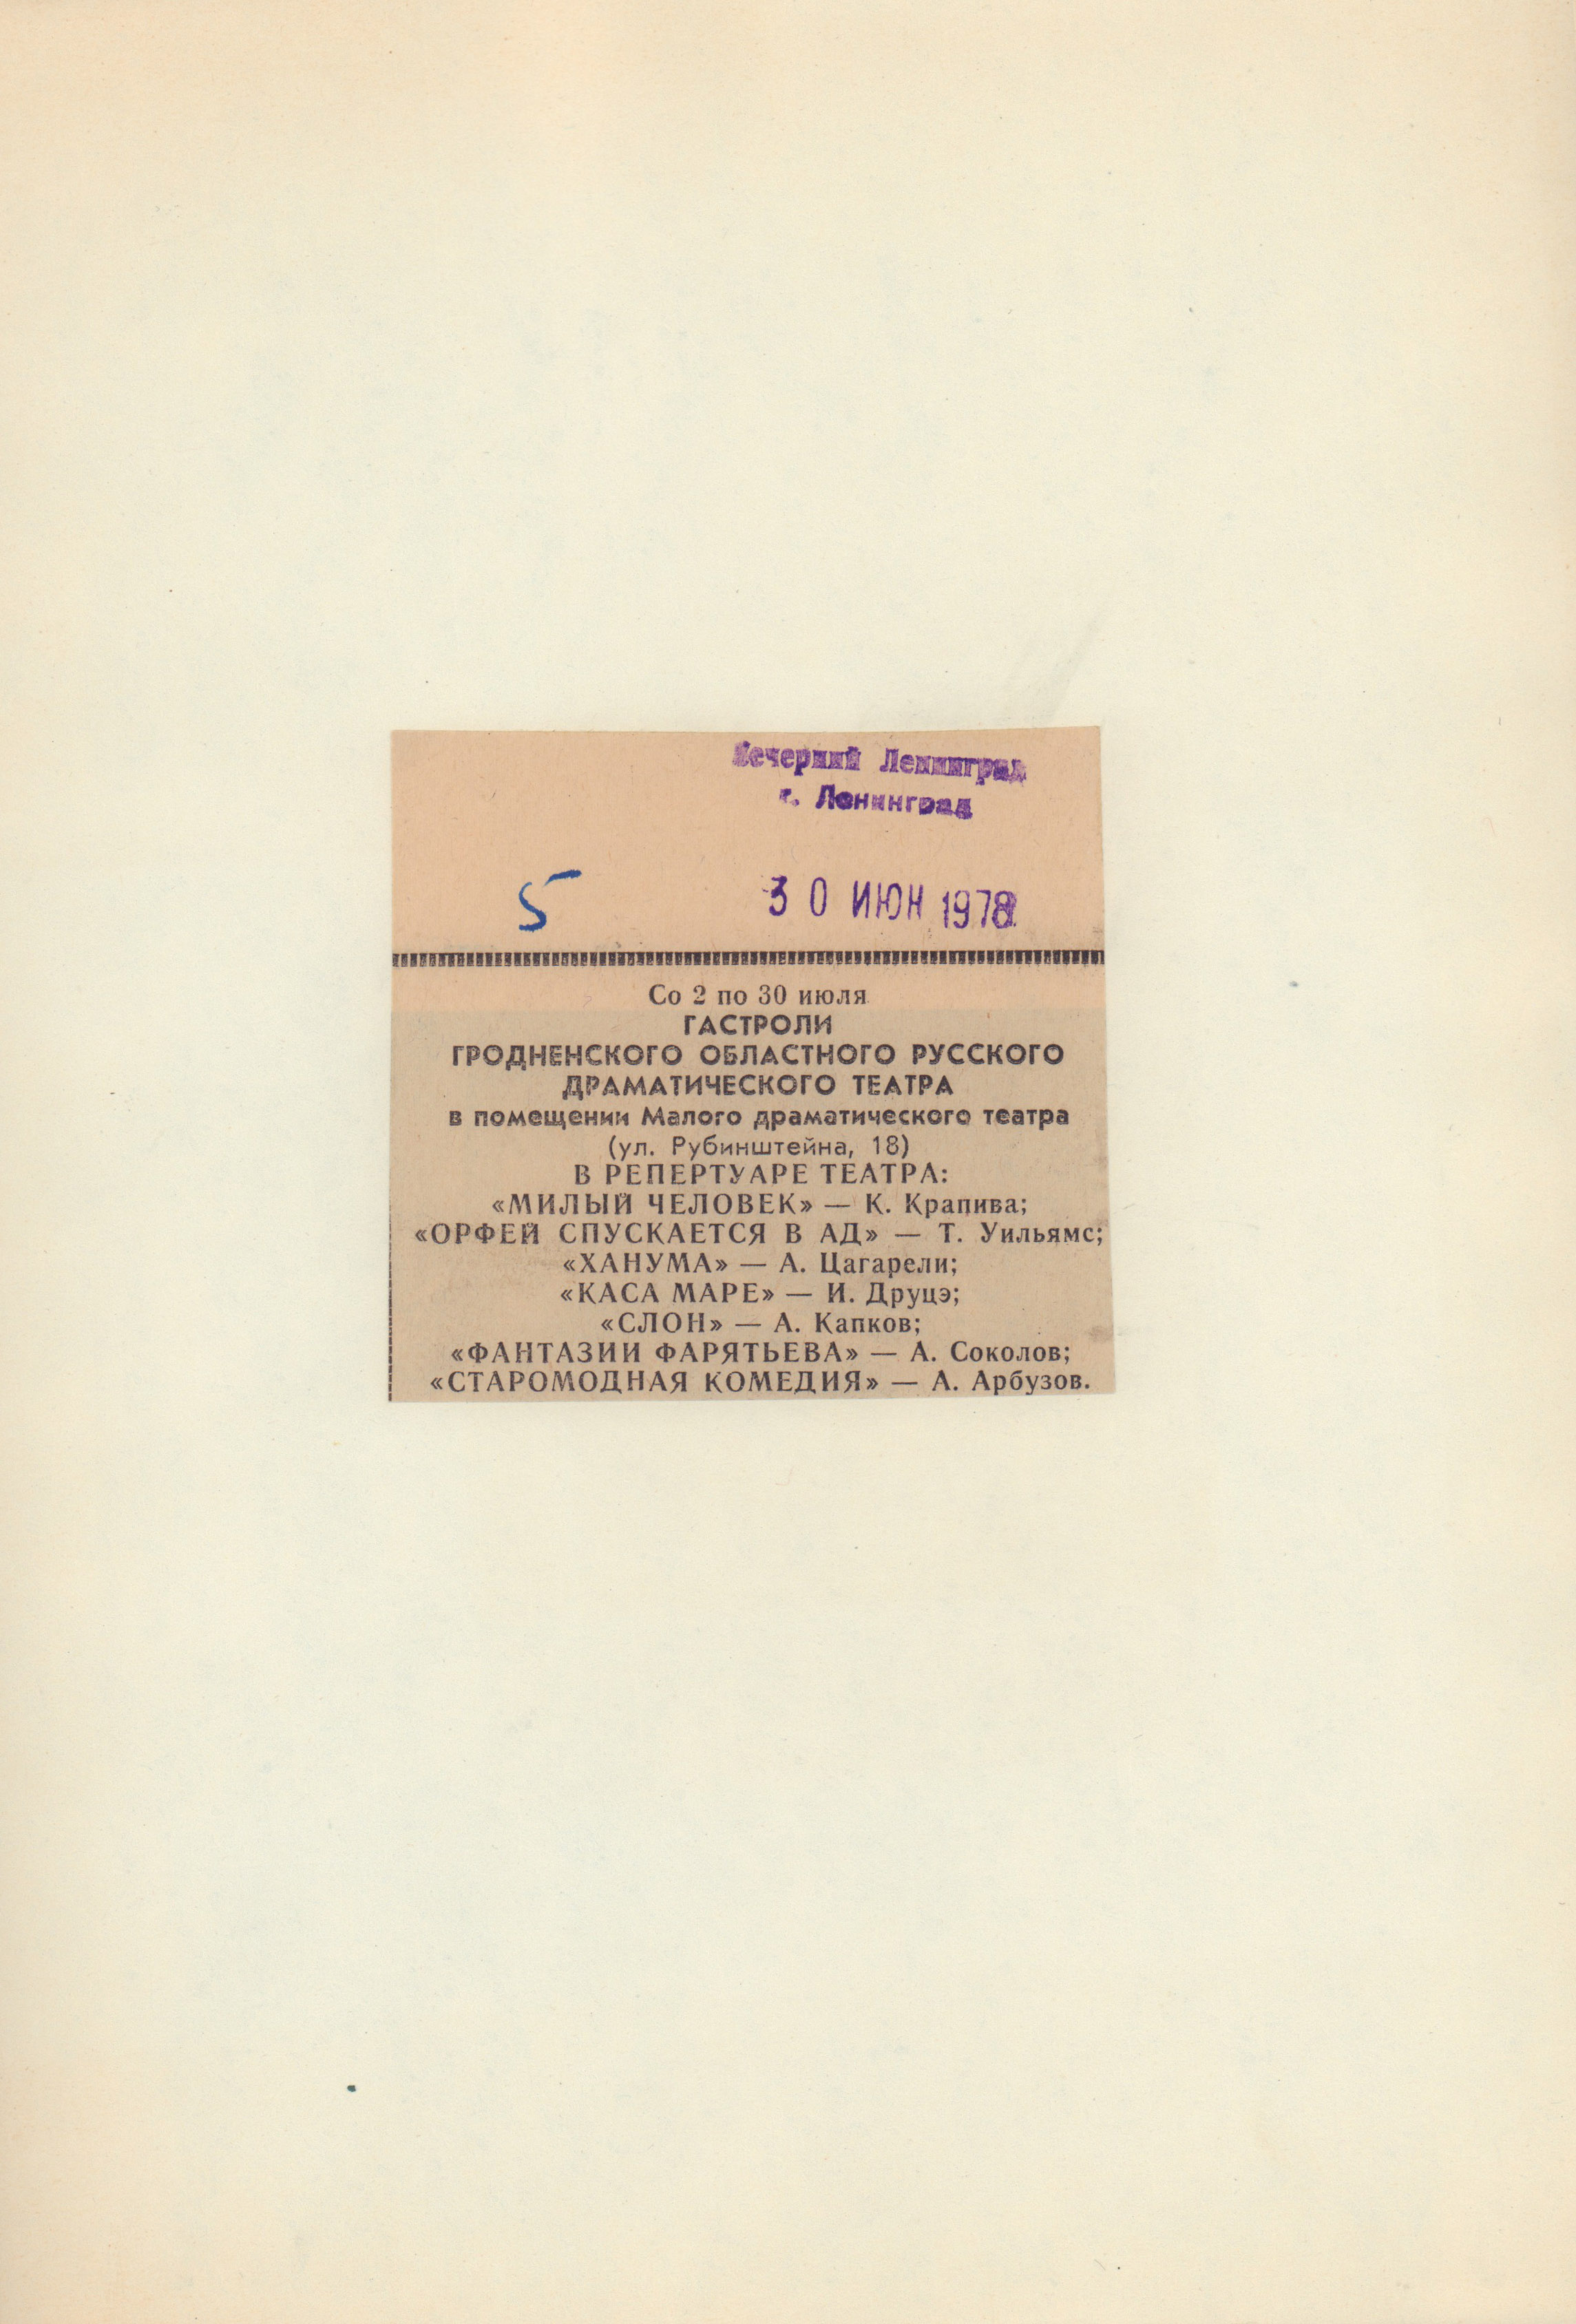 Вечерний Ленинград
г. Ленинград
5
30 ИЮН 1978
Со 2 по 30 июля
ГАСТРОЛИ
ГРОДНЕНСКОГО ОБЛАСТНОГО РУССКОГО
ДРАМАТИЧЕСКОГО ТЕАТРА
в помещении Малого драматического театра
(ул. Рубинштейна, 18)
В РЕПЕРТУАРЕ ТЕАТРА:
«МИЛЫЙ ЧЕЛОВЕК» — К. Крапива;
«ОРФЕЙ СПУСКАЕТСЯ В АД» — Т. Уильямс;
«ХАНУМА» — А. Цагарели;
«КАСА МАРЕ» — И. Друцэ;
«СЛОН» — А. Капков;
«ФАНТАЗИИ ФАРЯТЬЕВА» — А. Соколов;
«СТАРОМОДНАЯ КОМЕДИЯ» — А. Арбузов.